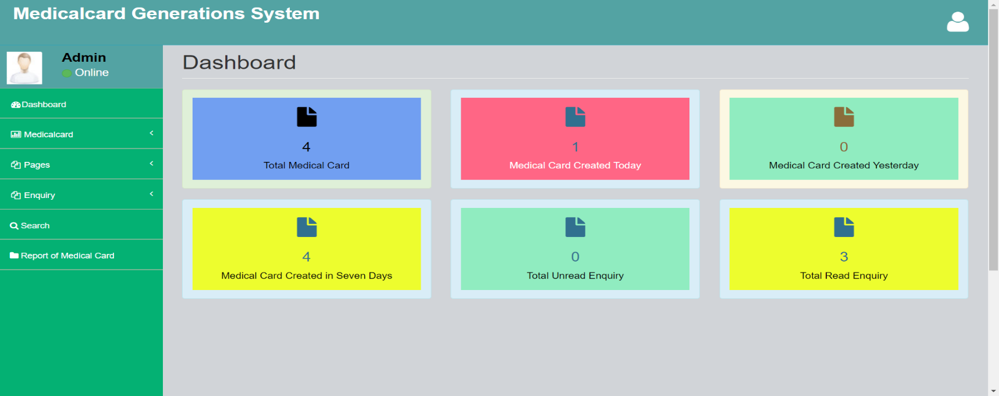 Medicalcard Generations System
Admin
Online
Dashboard
Medicalcard
Pages
Enquiry
Search
Report of Medical Card
Dashboard
4
Total Medical Card
1
Medical Card Created Today
0
Medical Card Created Yesterday
4
Medical Card Created in Seven Days
0
Total Unread Enquiry
3
Total Read Enquiry